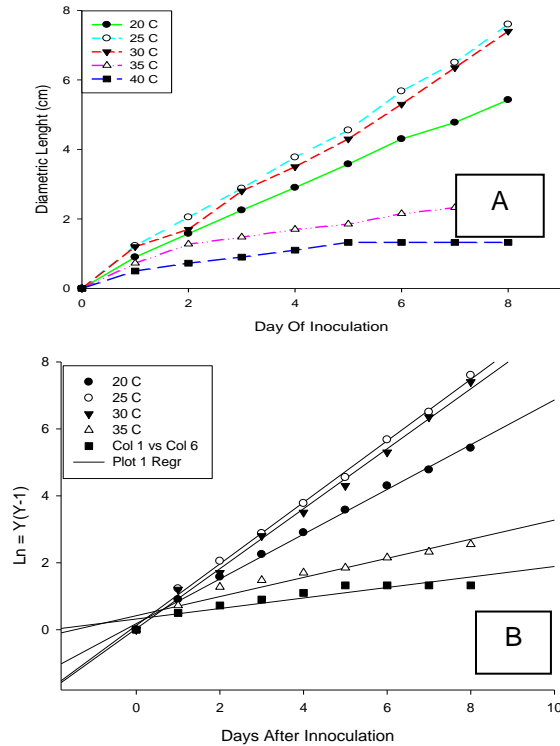 8
6
4
2
0
Diametric Lenght (cm)
20 C
25 C
30 C
35 C
40 C
A
0 2 4 6 8
Day Of Inoculation
8
6
4
2
0
Ln = Y(Y-1)
20 C
25 C
30 C
35 C
Col 1 vs Col 6
Plot 1 Regr
B
0 2 4 6 8 10
Days After Innoculation